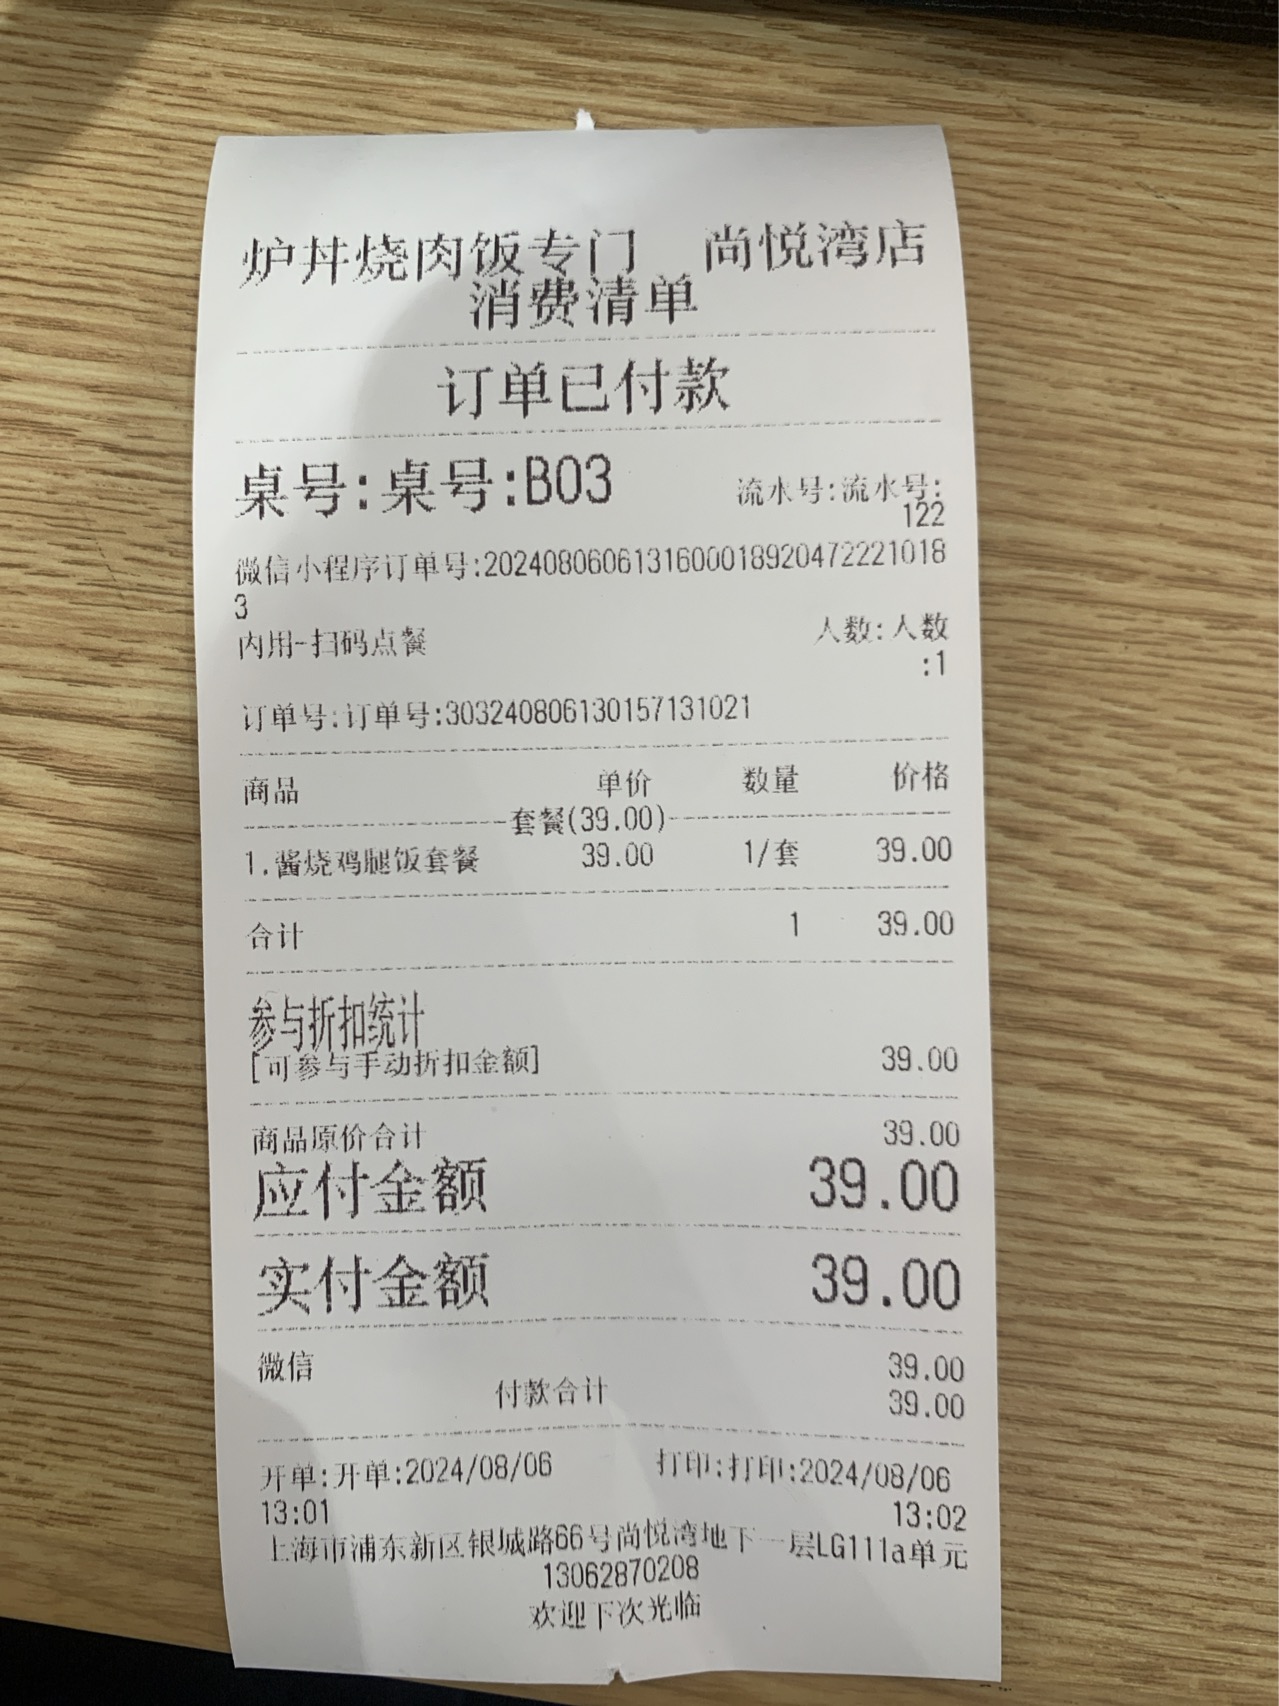 炉丼烧肉饭专门 尚悦湾店
消费清单
订单已付款
桌号:桌号:B03 流水号:流水号:
122
微信小程序订单号:2024080606131600018920472221018
3
内用-扫码点餐 人数:人数
:1
订单号:订单号:303240806130157131021
商品 单价 数量 价格
套餐(39.00)
1.酱烧鸡腿饭套餐 39.00 1/套 39.00
合计 1 39.00
参与折扣统计
[可参与手动折扣金额] 39.00
商品原价合计 39.00
应付金额 39.00
实付金额 39.00
微信 39.00
付款合计 39.00
开单:开单:2024/08/06 打印:打印:2024/08/06
13:01 13:02
上海市浦东新区银城路66号尚悦湾地下一层LG111a单元
13062870208
欢迎下次光临